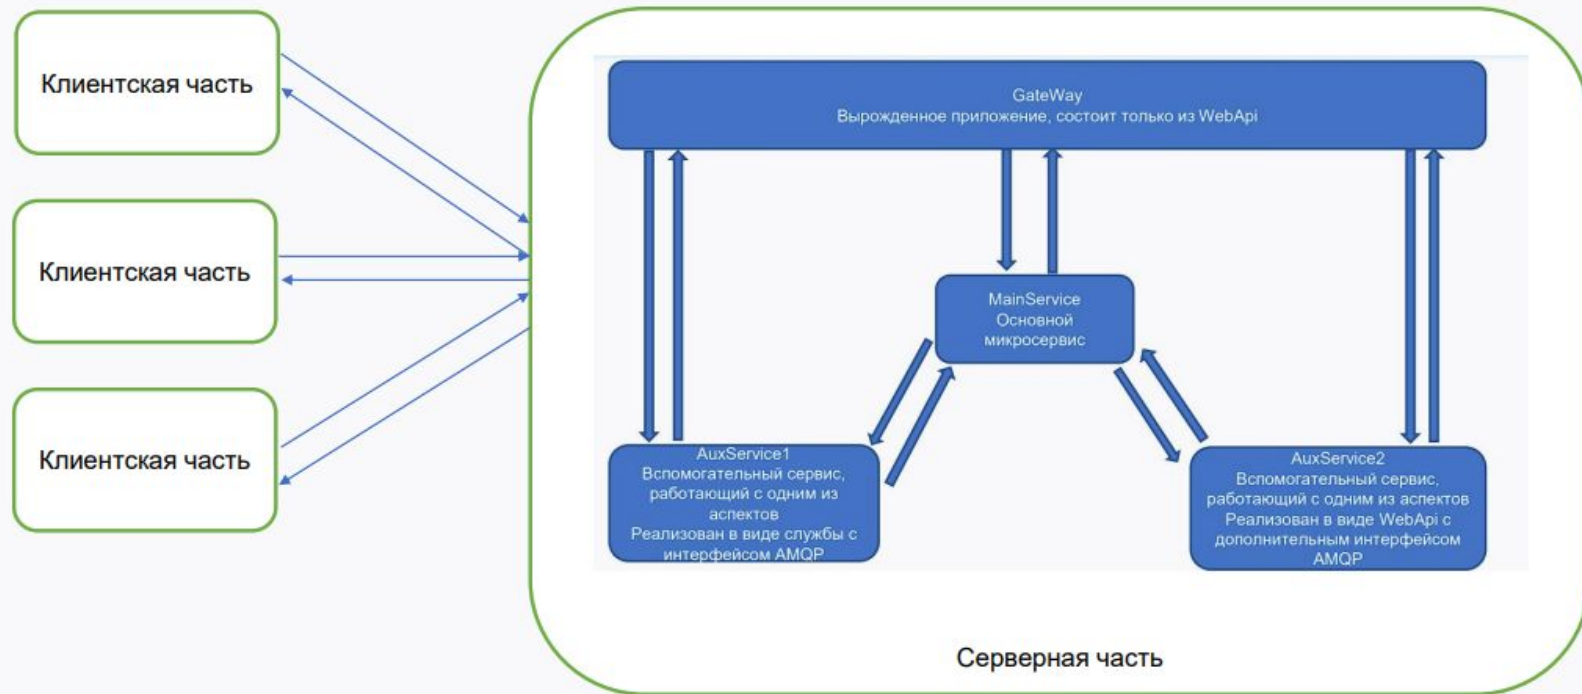 Клиентская часть
Клиентская часть
Клиентская часть
GateWay
Вырожденное приложение, состоит только из WebApi
MainService
Основной
микросервис
AuxService1
Вспомогательный сервис,
работающий с одним из
аспектов
Реализован в виде службы с
интерфейсом AMQP
AuxService2
Вспомогательный сервис,
работающий с одним из аспектов
Реализован в виде WebApi с
дополнительным интерфейсом
AMQP
Серверная часть